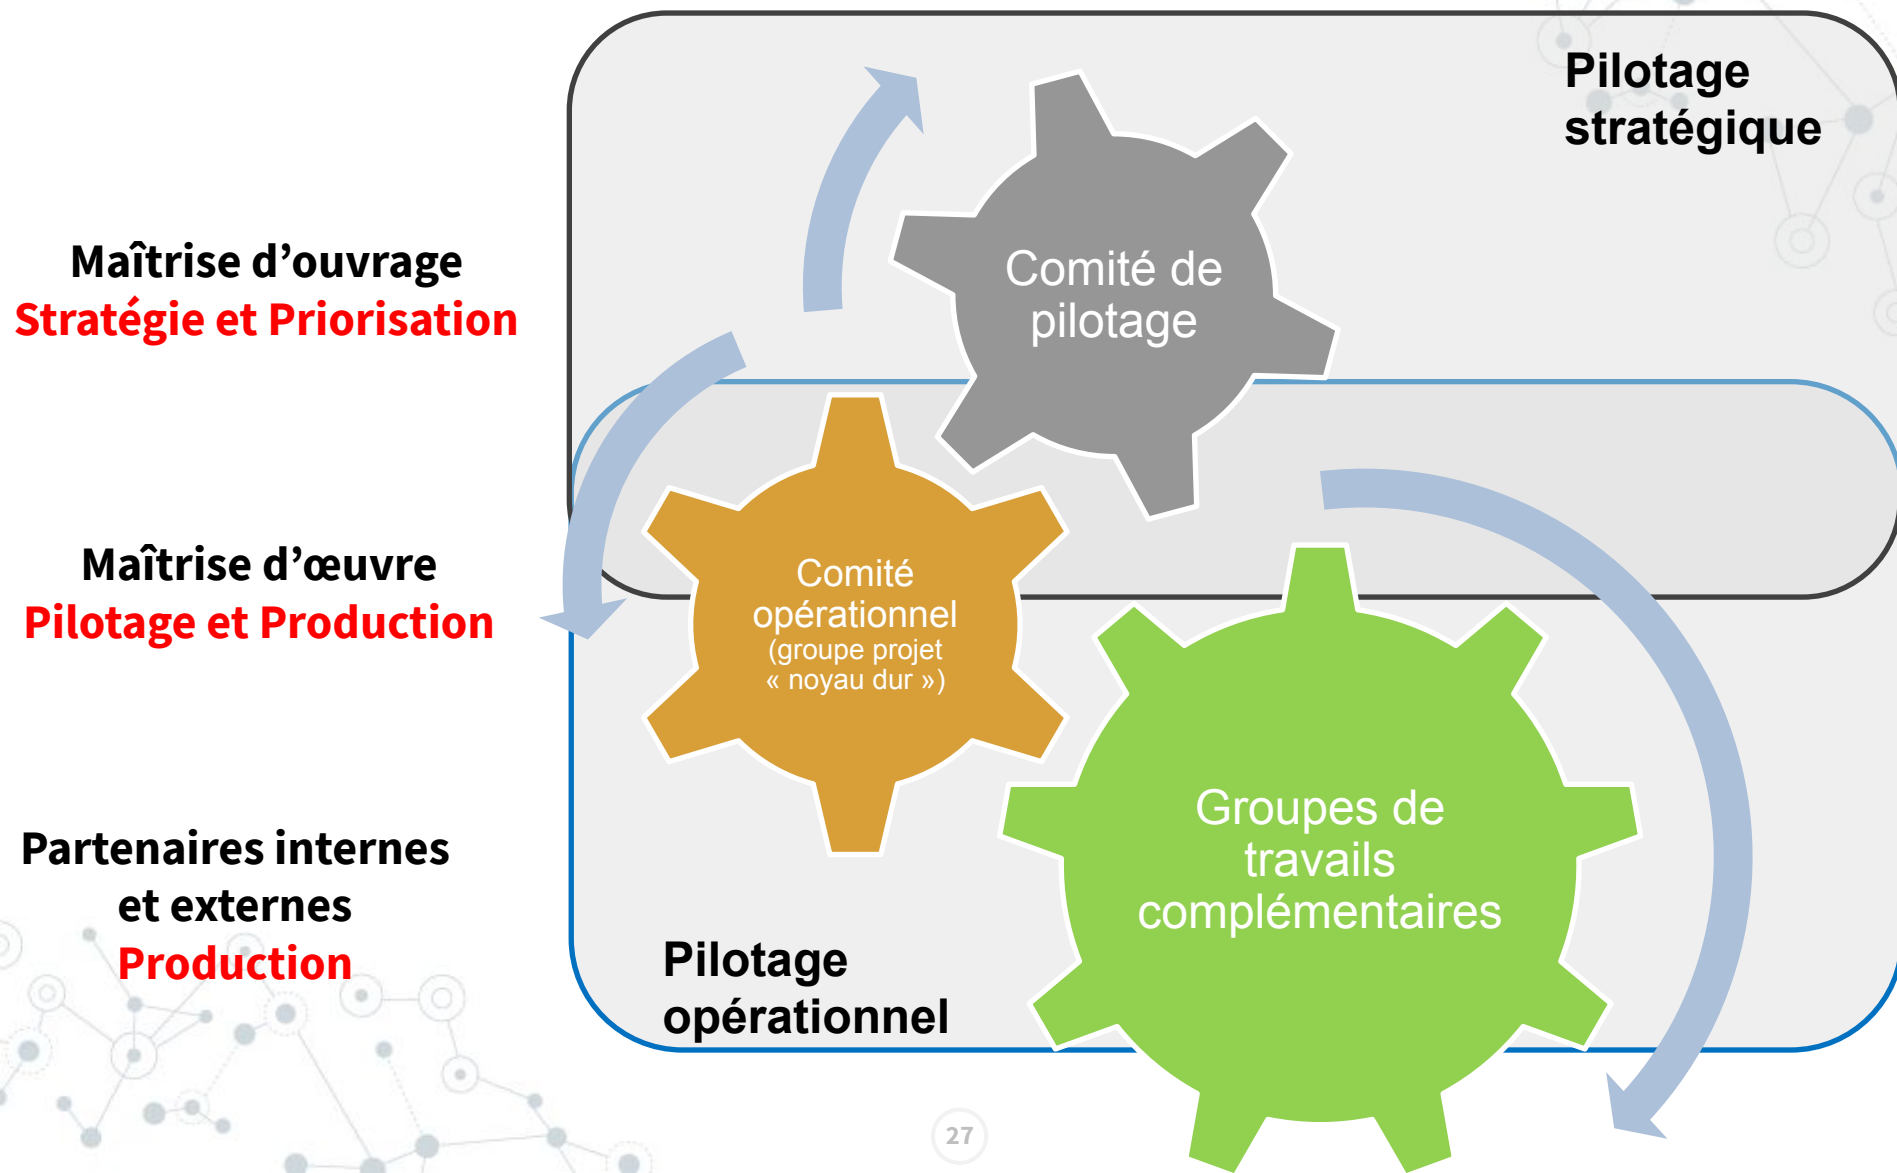 Pilotage
stratégique
Maîtrise d’ouvrage
Stratégie et Priorisation
Comité de
pilotage
Maîtrise d’œuvre
Pilotage et Production
Comité
opérationnel
(groupe projet
« noyau dur »)
Partenaires internes
et externes
Production
Groupes de
travails
complémentaires
Pilotage
opérationnel
27